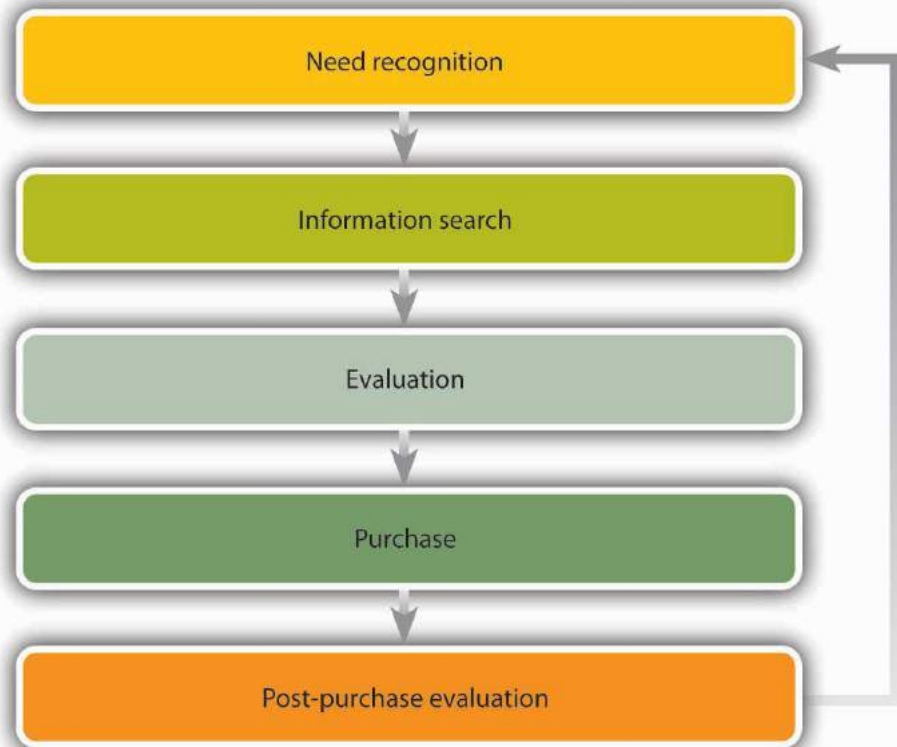 Need recognition
Information search
Evaluation
Purchase
Post-purchase evaluation